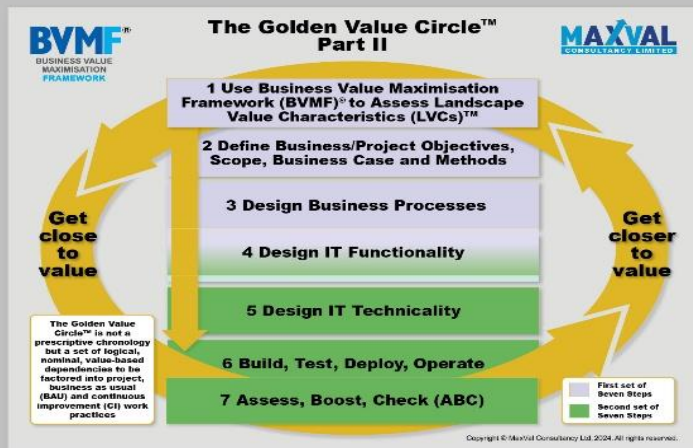 The Golden Value Circle™
Part II
BVMF®
BUSINESS VALUE
MAXIMISATION
FRAMEWORK
MAXVAL
CONSULTANCY LIMITED
1 Use Business Value Maximisation
Framework (BVMF)® to Assess Landscape
Value Characteristics (LVCs)™
2 Define Business/Project Objectives,
Scope, Business Case and Methods
3 Design Business Processes
4 Design IT Functionality
5 Design IT Technicality
6 Build, Test, Deploy, Operate
7 Assess, Boost, Check (ABC)
Get
close
to
value
Get
closer
to
value
The Golden Value
Circle™ is not a
prescriptive chronology
but a set of logical,
nominal, value-based
dependencies to be
factored into project,
business as usual
(BAU) and continuous
improvement (CI) work
practices
First set of
Seven Steps
Second set of
Seven Steps
Copyright © MaxVal Consultancy Ltd, 2024. All rights reserved.